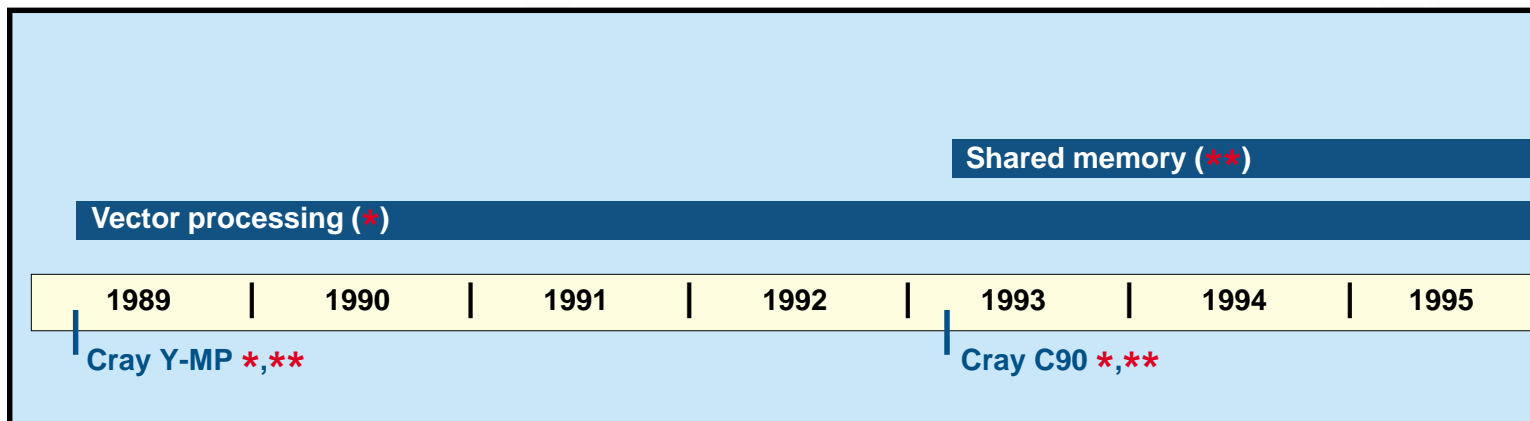 Shared memory (**)
Vector processing (*)
1989 | 1990 | 1991 | 1992 | 1993 | 1994 | 1995
Cray Y-MP *,** Cray C90 *,**